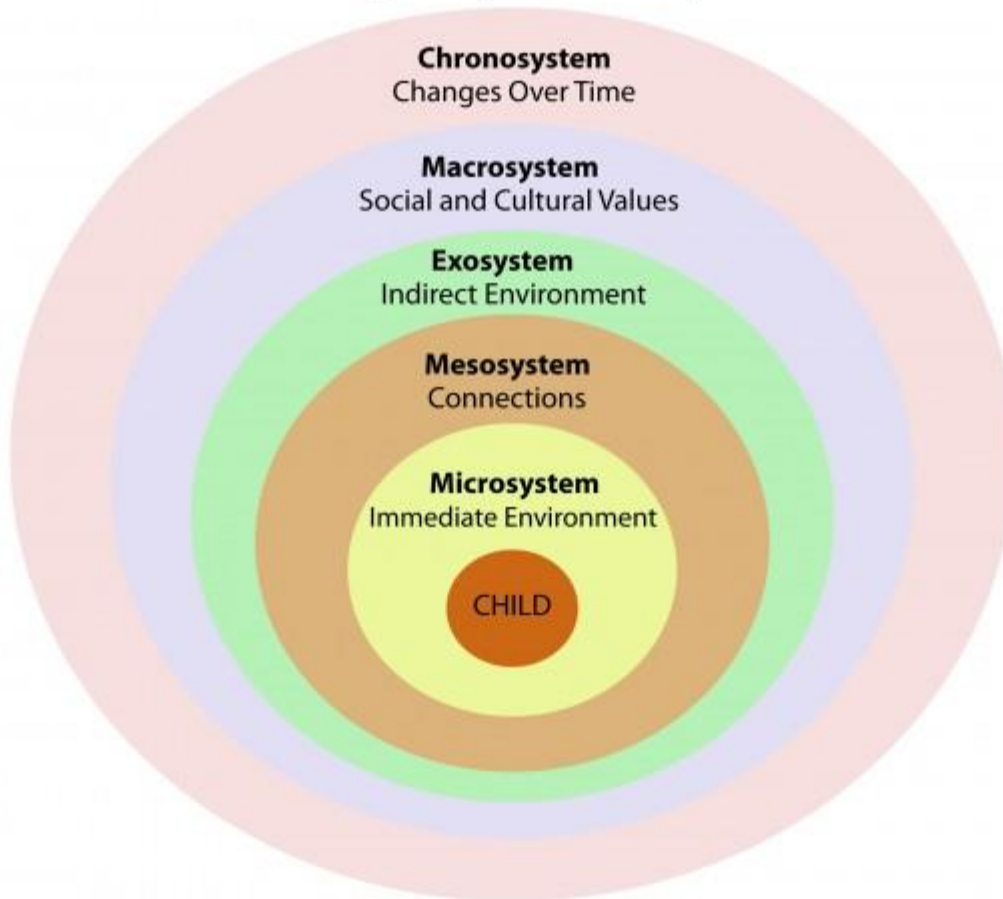 Chronosystem
Changes Over Time
Macrosystem
Social and Cultural Values
Exosystem
Indirect Environment
Mesosystem
Connections
Microsystem
Immediate Environment
CHILD